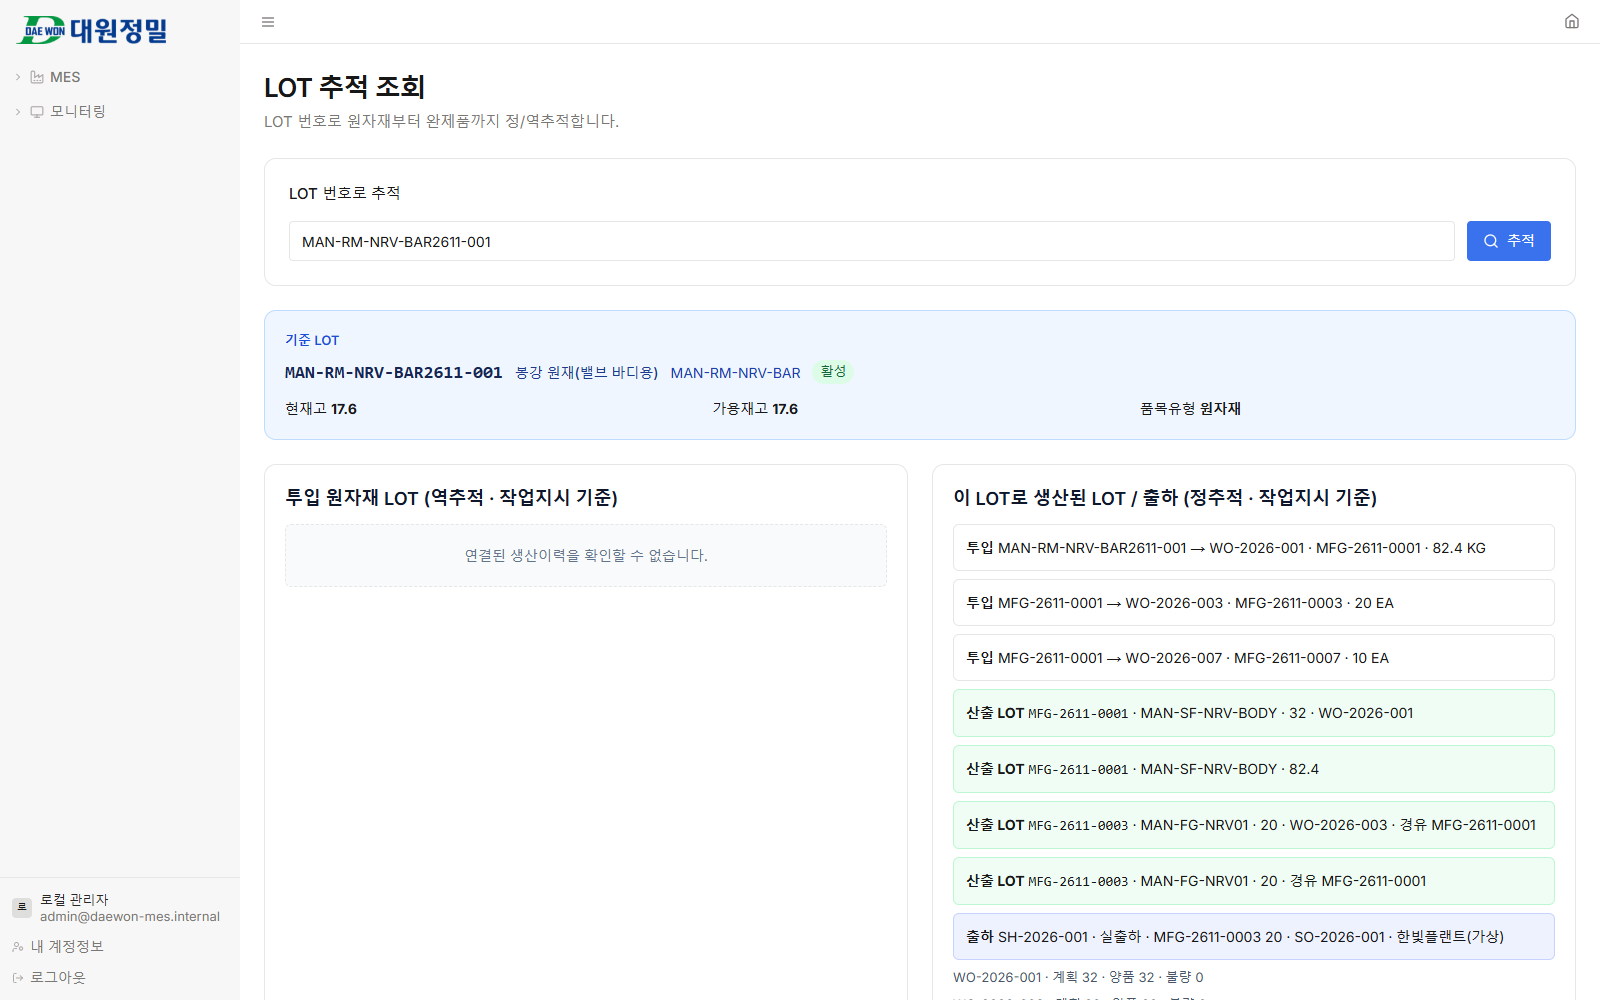 DAE WON 대원정밀
MES
모니터링
LOT 추적 조회
LOT 번호로 원자재부터 완제품까지 정/역추적합니다.
LOT 번호로 추적
MAN-RM-NRV-BAR2611-001
추적
기준 LOT
MAN-RM-NRV-BAR2611-001 봉강 원재(밸브 바디용) MAN-RM-NRV-BAR 활성
현재고 17.6 가용재고 17.6 품목유형 원자재
투입 원자재 LOT (역추적 · 작업지시 기준)
연결된 생산이력을 확인할 수 없습니다.
이 LOT로 생산된 LOT / 출하 (정추적 · 작업지시 기준)
투입 MAN-RM-NRV-BAR2611-001 → WO-2026-001 · MFG-2611-0001 · 82.4 KG
투입 MFG-2611-0001 → WO-2026-003 · MFG-2611-0003 · 20 EA
투입 MFG-2611-0001 → WO-2026-007 · MFG-2611-0007 · 10 EA
산출 LOT MFG-2611-0001 · MAN-SF-NRV-BODY · 32 · WO-2026-001
산출 LOT MFG-2611-0001 · MAN-SF-NRV-BODY · 82.4
산출 LOT MFG-2611-0003 · MAN-FG-NRV01 · 20 · WO-2026-003 · 경유 MFG-2611-0001
산출 LOT MFG-2611-0003 · MAN-FG-NRV01 · 20 · 경유 MFG-2611-0001
출하 SH-2026-001 · 실출하 · MFG-2611-0003 20 · SO-2026-001 · 한빛플랜트(가상)
WO-2026-001 · 계획 32 · 양품 32 · 불량 0
로
로컬 관리자
admin@daewon-mes.internal
내 계정정보
로그아웃